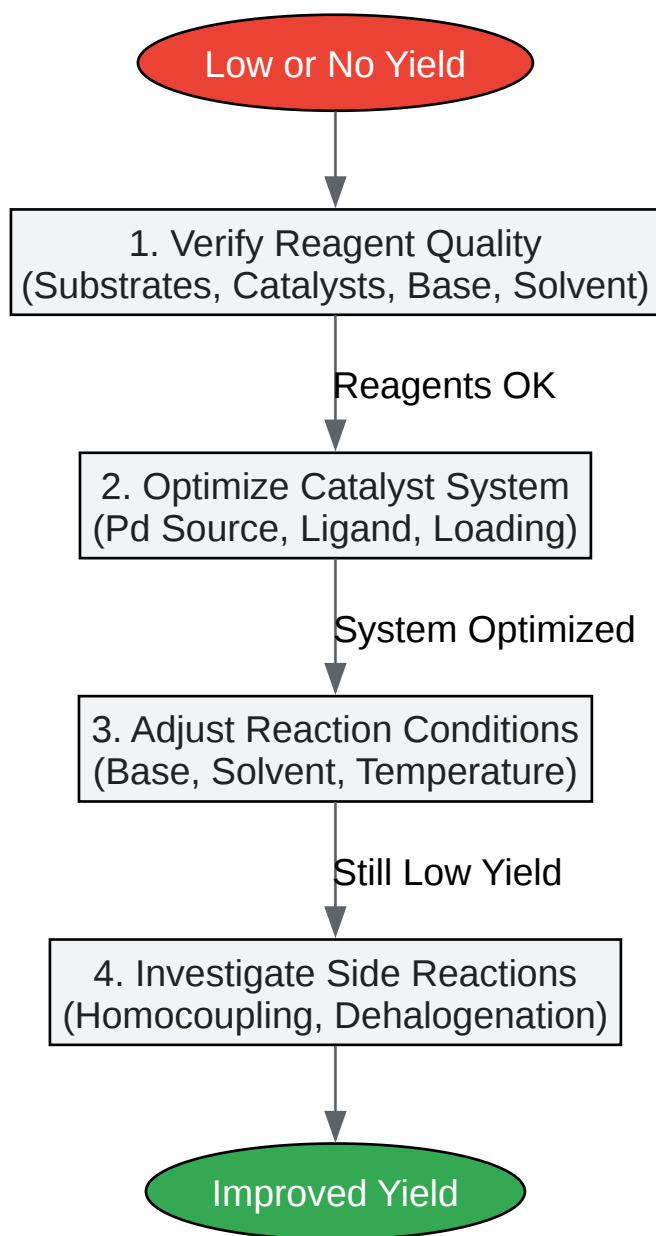 Low or No Yield
1. Verify Reagent Quality
(Substrates, Catalysts, Base, Solvent)
Reagents OK
2. Optimize Catalyst System
(Pd Source, Ligand, Loading)
System Optimized
3. Adjust Reaction Conditions
(Base, Solvent, Temperature)
Still Low Yield
4. Investigate Side Reactions
(Homocoupling, Dehalogenation)
Improved Yield